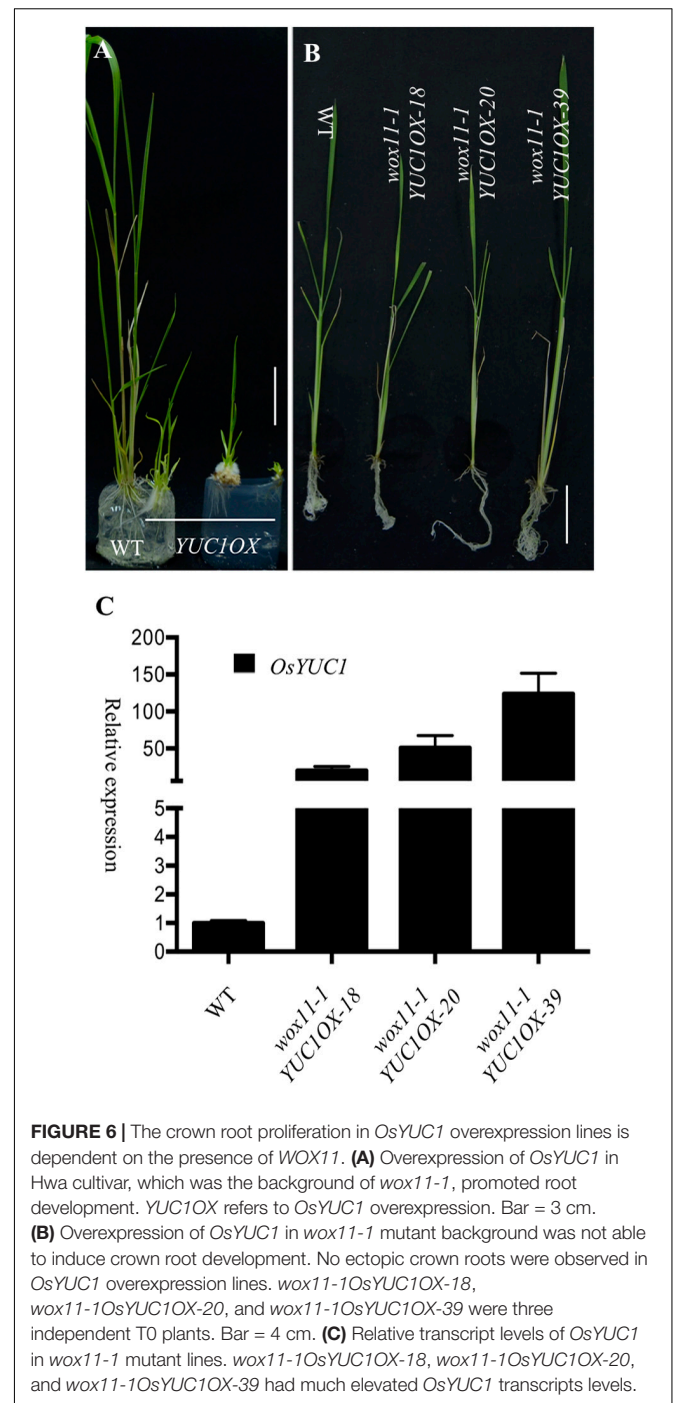 A
B
WT
wox11-1
YUC1OX-18
wox11-1
YUC1OX-20
wox11-1
YUC1OX-39
WT
YUC1OX
C
200
150
100
50
5
4
3
2
1
0
Relative expression
OsYUC1
WT
wox11-1
YUC1OX-18
wox11-1
YUC1OX-20
wox11-1
YUC1OX-39
FIGURE 6 | The crown root proliferation in OsYUC1 overexpression lines is
dependent on the presence of WOX11. (A) Overexpression of OsYUC1 in
Hwa cultivar, which was the background of wox11-1, promoted root
development. YUC1OX refers to OsYUC1 overexpression. Bar = 3 cm.
(B) Overexpression of OsYUC1 in wox11-1 mutant background was not able
to induce crown root development. No ectopic crown roots were observed in
OsYUC1 overexpression lines. wox11-1OsYUC1OX-18,
wox11-1OsYUC1OX-20, and wox11-1OsYUC1OX-39 were three
independent T0 plants. Bar = 4 cm. (C) Relative transcript levels of OsYUC1
in wox11-1 mutant lines. wox11-1OsYUC1OX-18, wox11-1OsYUC1OX-20,
and wox11-1OsYUC1OX-39 had much elevated OsYUC1 transcripts levels.